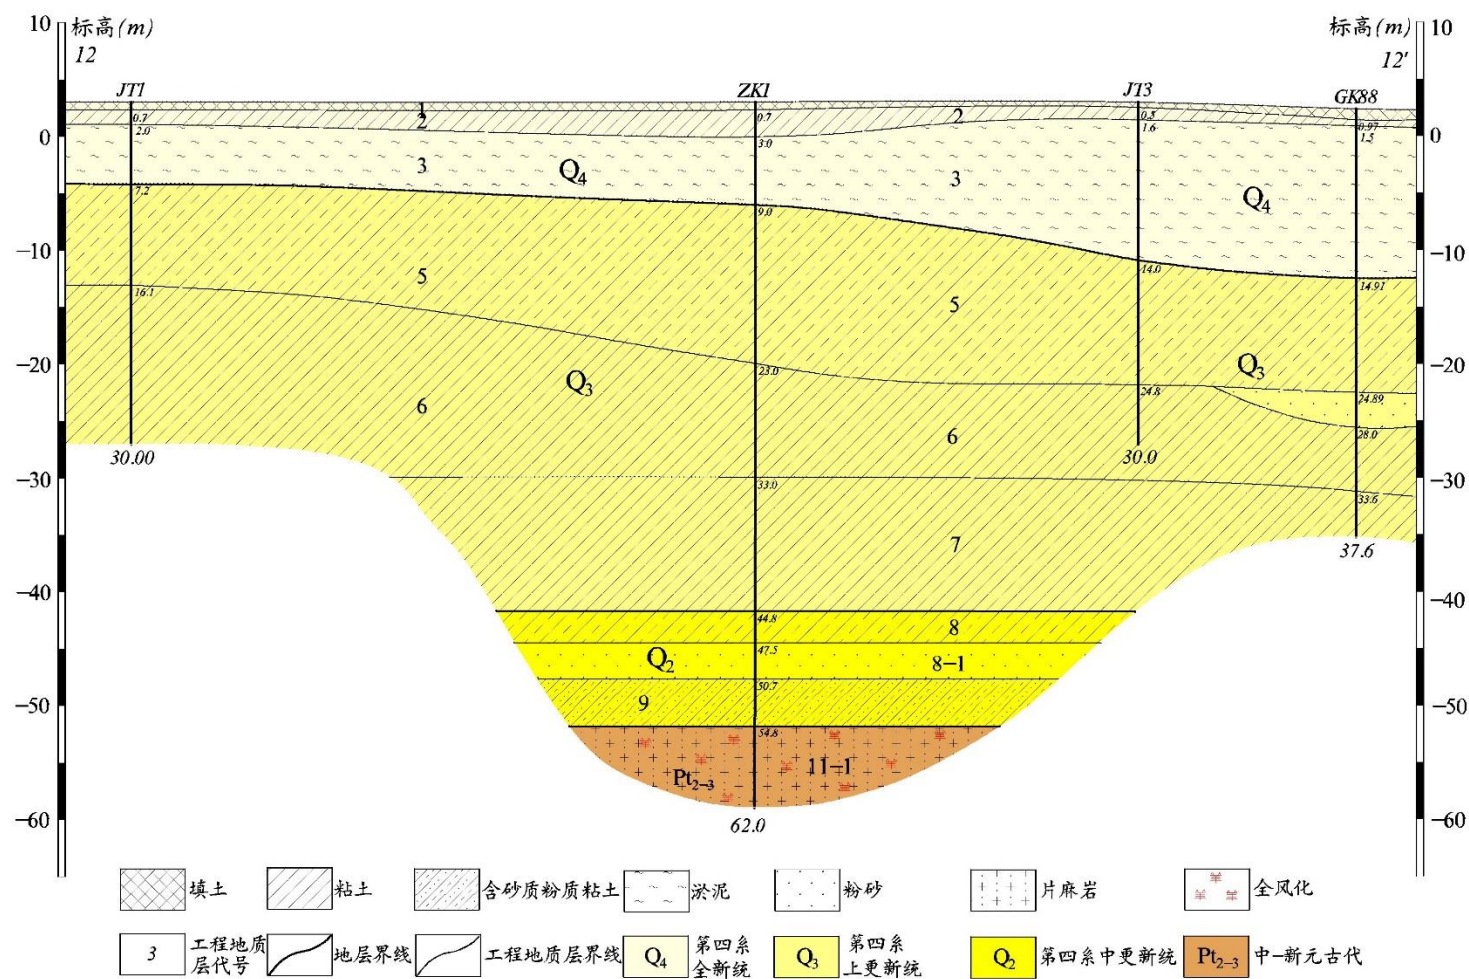 10 标高(m) 标高(m) 10
12 12′
JT1 ZK1 JT3 GK88
1
0.7 2 0.7 2 0.5 0.97
0 2.0 3.0 1.6 1.5 0
3 Q4 3 Q4
7.2 9.0
-10 14.0 14.91 -10
5 5
16.1
-20 23.0 Q3 -20
Q3 24.8 24.89
6 6 28.0
30.00 30.0
-30 33.0 33.6 -30
7 37.6
-40 -40
44.8 8
47.5
Q2 8-1
50.7
-50 9 -50
54.8
Pt2-3 11-1
-60 62.0 -60
填土 粘土 含砂质粉质粘土 淤泥 粉砂 片麻岩 全风化
3 工程地质层代号 地层界线 工程地质层界线 Q4 第四系全新统 Q3 第四系上更新统 Q2 第四系中更新统 Pt2-3 中-新元古代